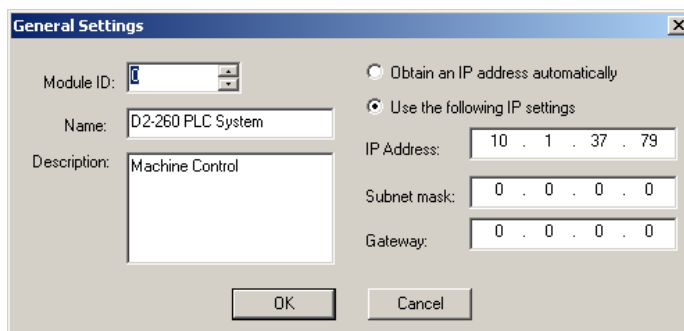 General Settings
Module ID: 0
Name: D2-260 PLC System
Description: Machine Control
Obtain an IP address automatically
Use the following IP settings
IP Address: 10 . 1 . 37 . 79
Subnet mask: 0 . 0 . 0 . 0
Gateway: 0 . 0 . 0 . 0
OK
Cancel